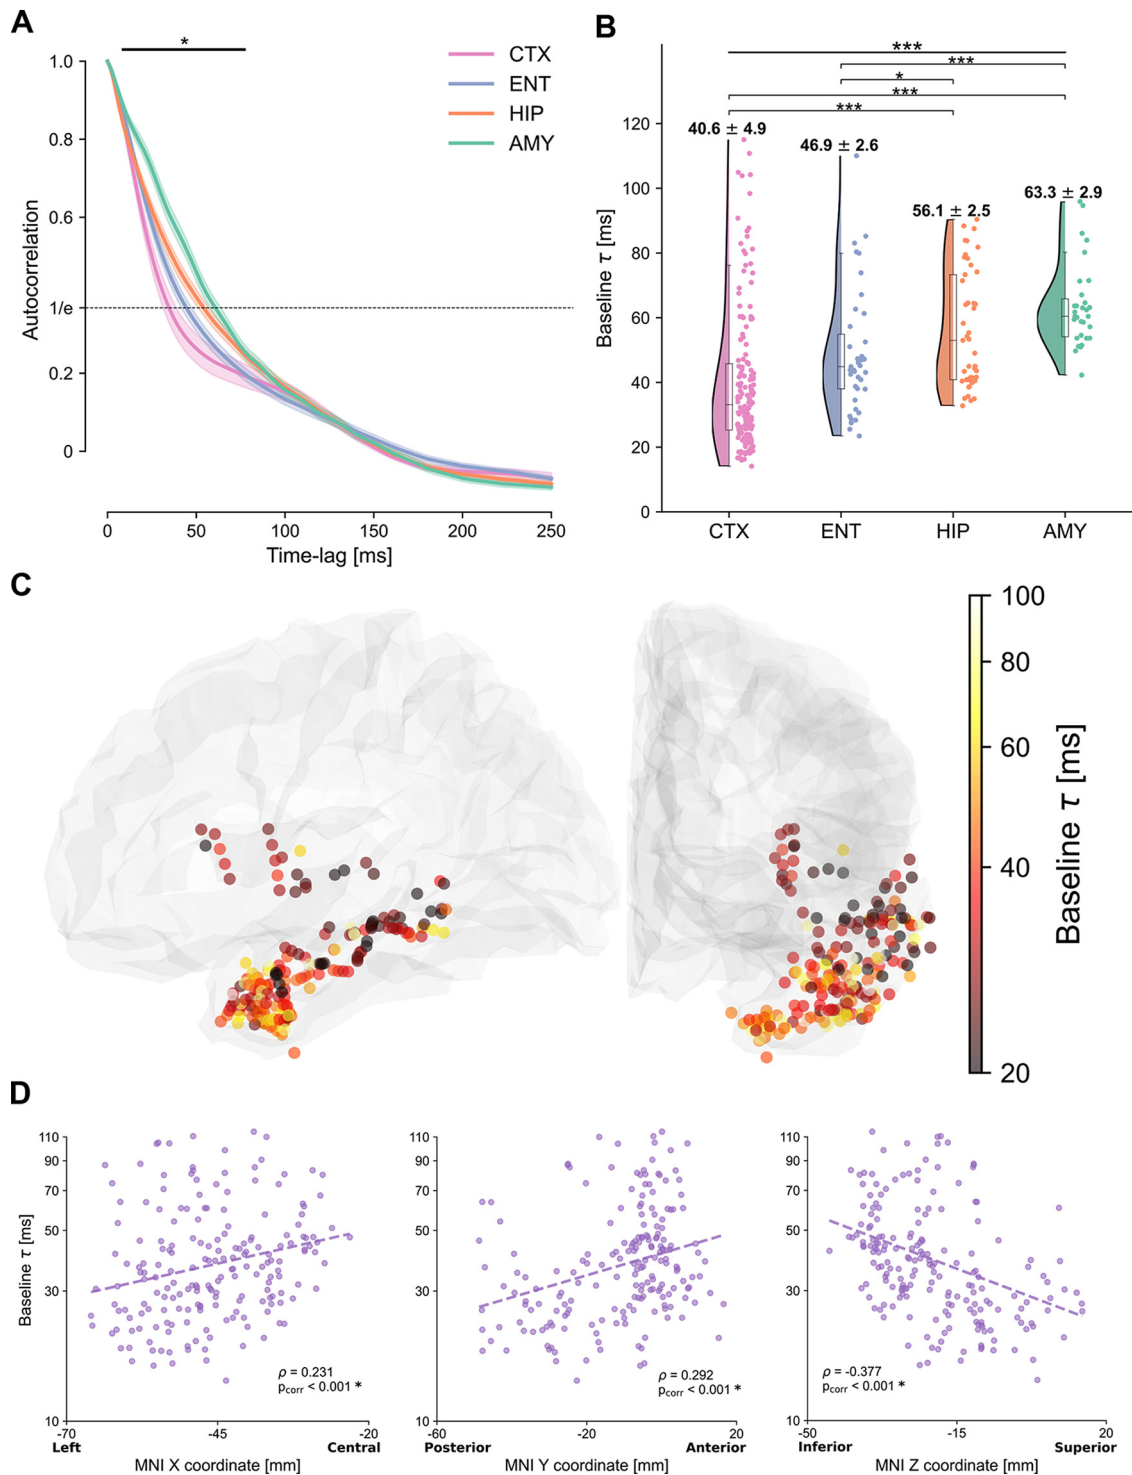 A
*
CTX
ENT
HIP
AMY
1.0
0.8
0.6
1/e
0.2
0
Autocorrelation
0 50 100 150 200 250
Time-lag [ms]
B
***
***
*
***
***
40.6 ± 4.9
46.9 ± 2.6
56.1 ± 2.5
63.3 ± 2.9
120
100
80
60
40
20
0
Baseline τ [ms]
CTX ENT HIP AMY
C
100
80
60
40
20
Baseline τ [ms]
D
110
90
70
50
30
10
Baseline τ [ms]
ρ = 0.231
pcorr < 0.001 *
-70 -45 -20
Left Central
MNI X coordinate [mm]
110
90
70
50
30
10
ρ = 0.292
pcorr < 0.001 *
-60 -20 20
Posterior Anterior
MNI Y coordinate [mm]
110
90
70
50
30
10
ρ = -0.377
pcorr < 0.001 *
-50 -15 20
Inferior Superior
MNI Z coordinate [mm]